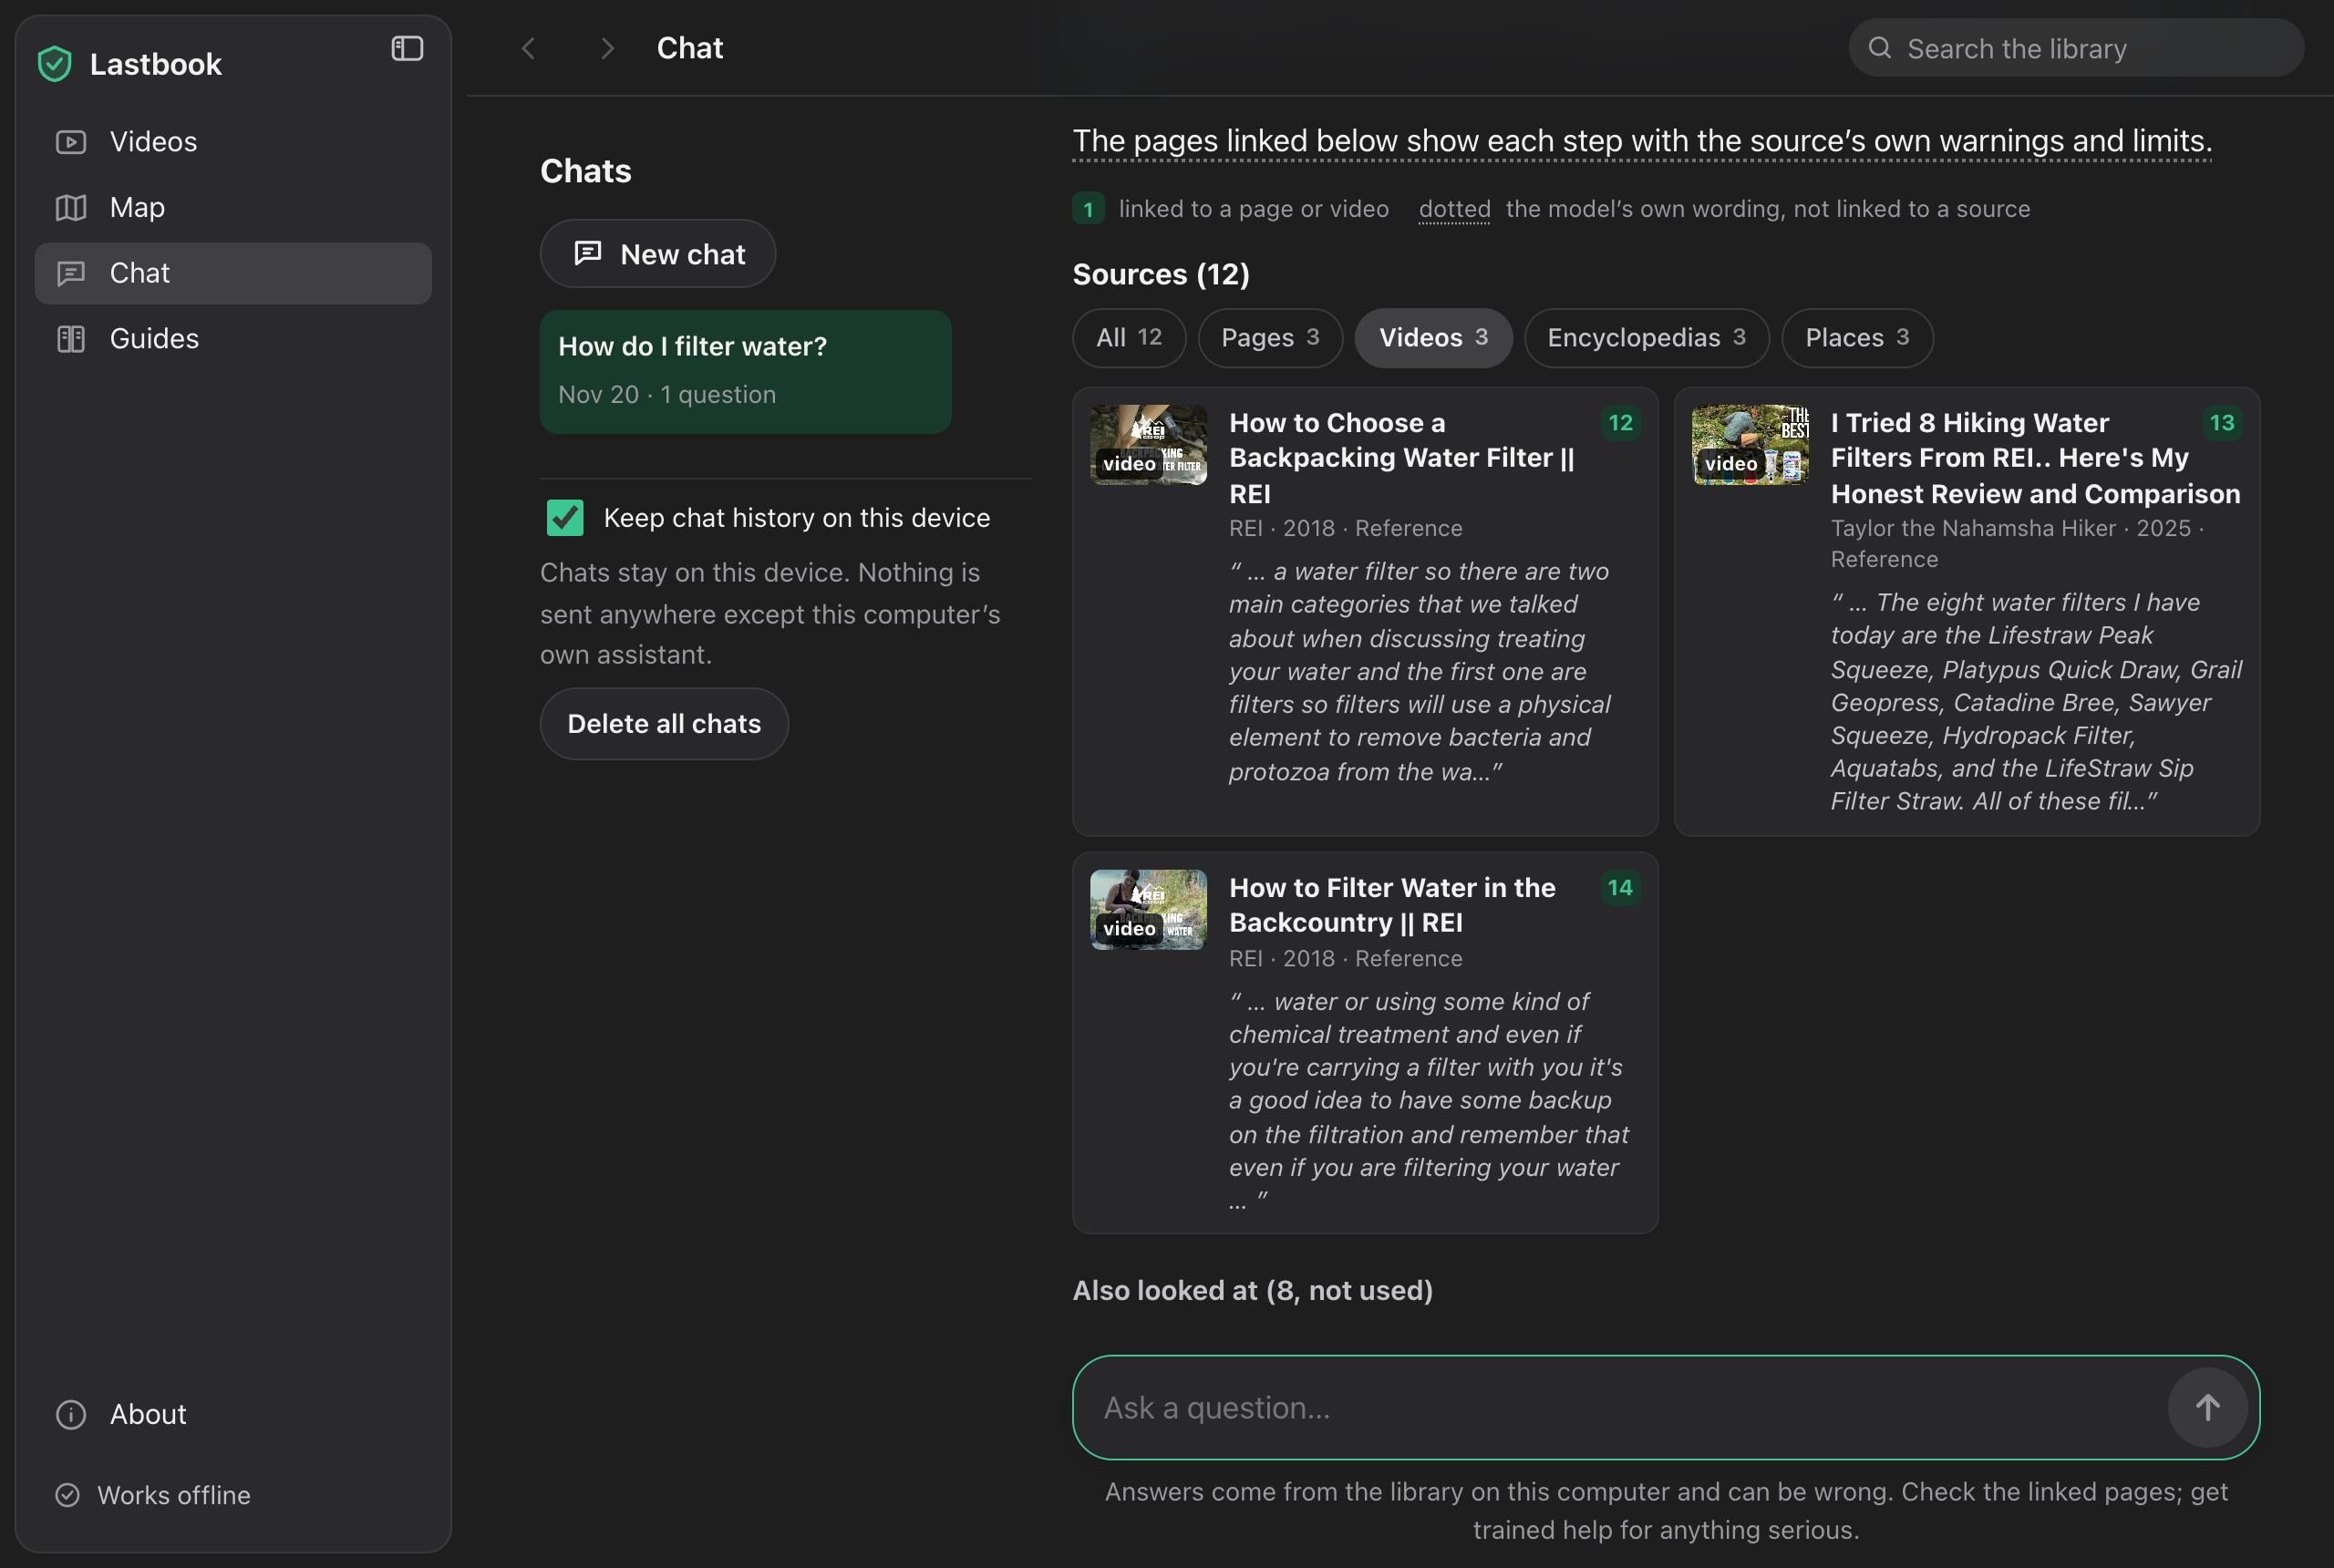 Lastbook
Videos
Map
Chat
Guides
About
Works offline
Chat
Search the library
Chats
New chat
How do I filter water?
Nov 20 · 1 question
Keep chat history on this device
Chats stay on this device. Nothing is
sent anywhere except this computer’s
own assistant.
Delete all chats
The pages linked below show each step with the source’s own warnings and limits.
1 linked to a page or video dotted the model’s own wording, not linked to a source
Sources (12)
All 12 Pages 3 Videos 3 Encyclopedias 3 Places 3
REI
video
How to Choose a
Backpacking Water Filter ||
REI
12
REI · 2018 · Reference
“ ... a water filter so there are two
main categories that we talked
about when discussing treating
your water and the first one are
filters so filters will use a physical
element to remove bacteria and
protozoa from the wa...”
THE
BEST
video
I Tried 8 Hiking Water
Filters From REI.. Here's My
Honest Review and Comparison
13
Taylor the Nahamsha Hiker · 2025 ·
Reference
“ ... The eight water filters I have
today are the Lifestraw Peak
Squeeze, Platypus Quick Draw, Grail
Geopress, Catadine Bree, Sawyer
Squeeze, Hydropack Filter,
Aquatabs, and the LifeStraw Sip
Filter Straw. All of these fil...”
REI
video
WATER
How to Filter Water in the
Backcountry || REI
14
REI · 2018 · Reference
“ ... water or using some kind of
chemical treatment and even if
you're carrying a filter with you it's
a good idea to have some backup
on the filtration and remember that
even if you are filtering your water
... ”
Also looked at (8, not used)
Ask a question...
Answers come from the library on this computer and can be wrong. Check the linked pages; get
trained help for anything serious.